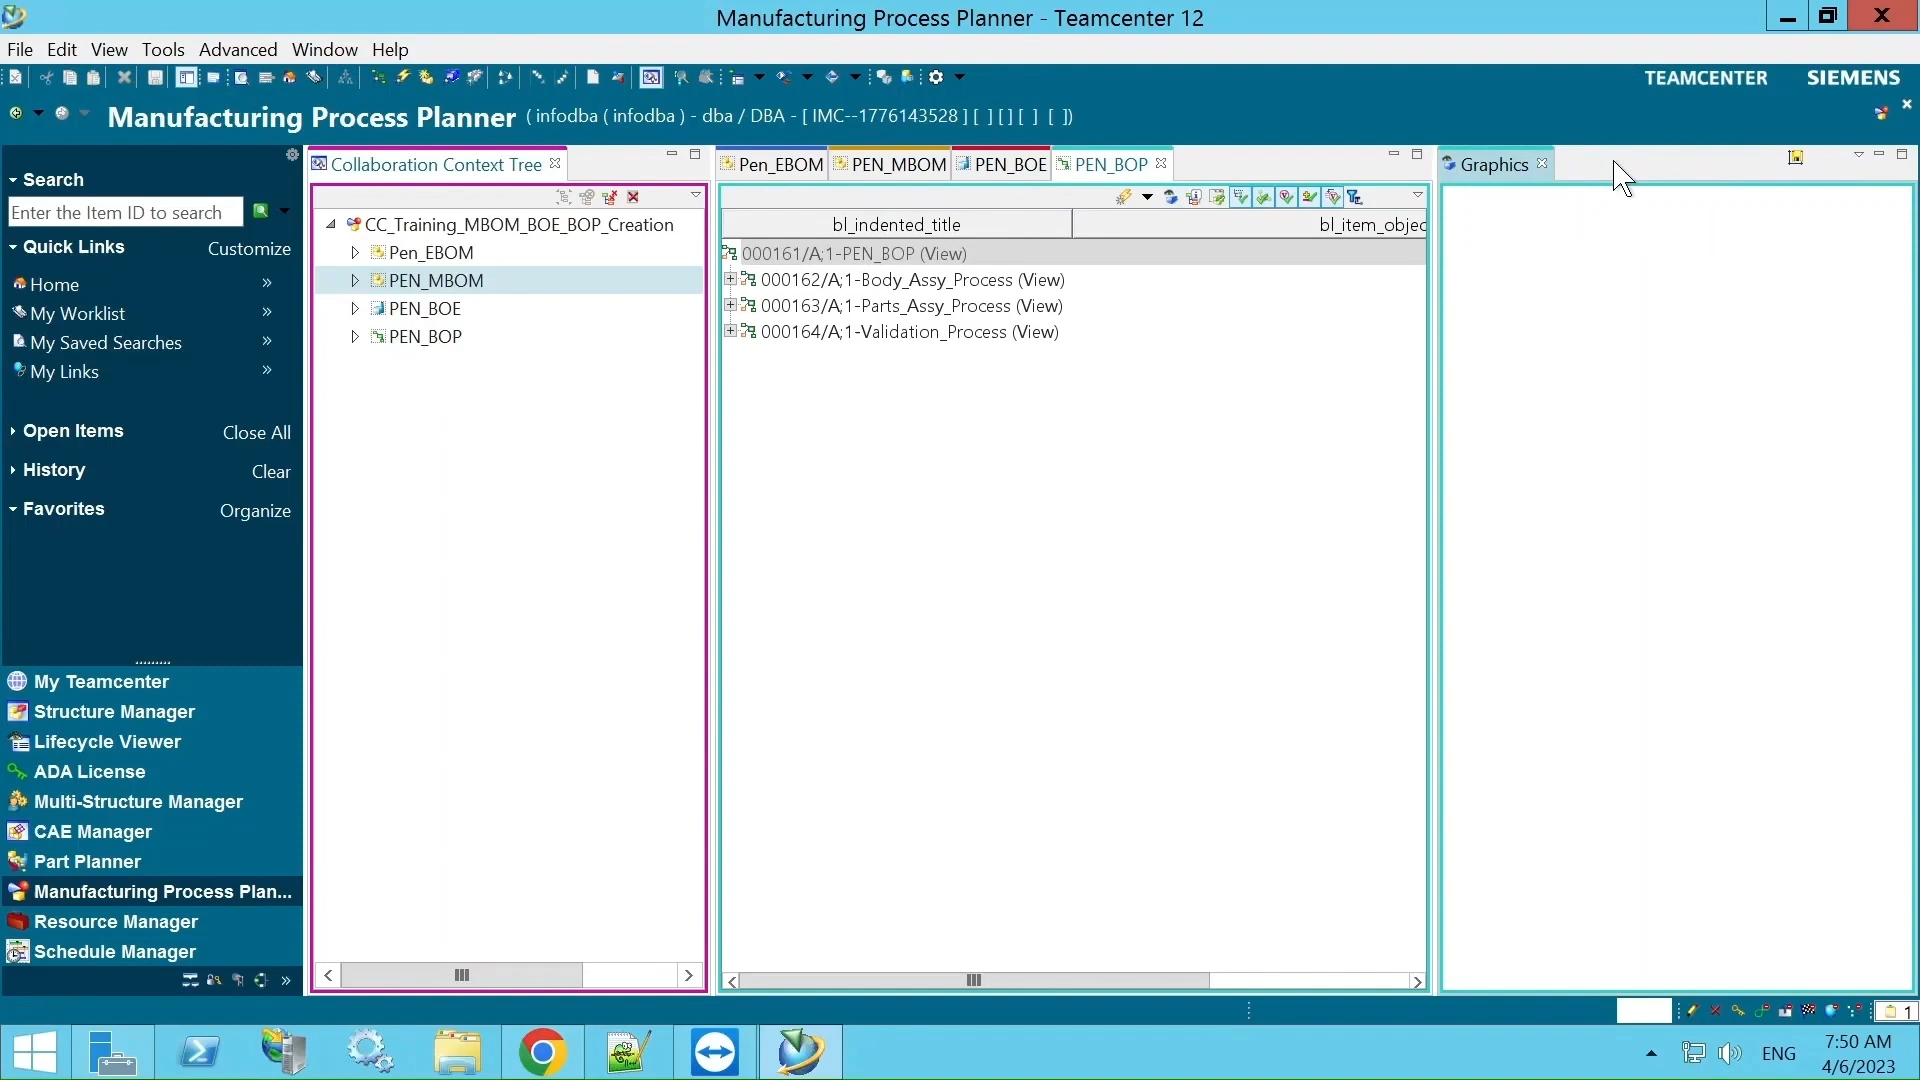 Manufacturing Process Planner - Teamcenter 12
File Edit View Tools Advanced Window Help
TEAMCENTER SIEMENS
Manufacturing Process Planner ( infodba ( infodba ) - dba / DBA - [ IMC--1776143528 ] [ ] [ ] [ ] [ ])
Search
Enter the Item ID to search
Quick Links Customize
Home »
My Worklist »
My Saved Searches »
My Links »
Open Items Close All
History Clear
Favorites Organize
My Teamcenter
Structure Manager
Lifecycle Viewer
ADA License
Multi-Structure Manager
CAE Manager
Part Planner
Manufacturing Process Plan...
Resource Manager
Schedule Manager
»
Collaboration Context Tree
CC_Training_MBOM_BOE_BOP_Creation
Pen_EBOM
PEN_MBOM
PEN_BOE
PEN_BOP
Pen_EBOM PEN_MBOM PEN_BOE PEN_BOP
bl_indented_title bl_item_objec
000161/A;1-PEN_BOP (View)
000162/A;1-Body_Assy_Process (View)
000163/A;1-Parts_Assy_Process (View)
000164/A;1-Validation_Process (View)
Graphics
1
ENG
7:50 AM
4/6/2023